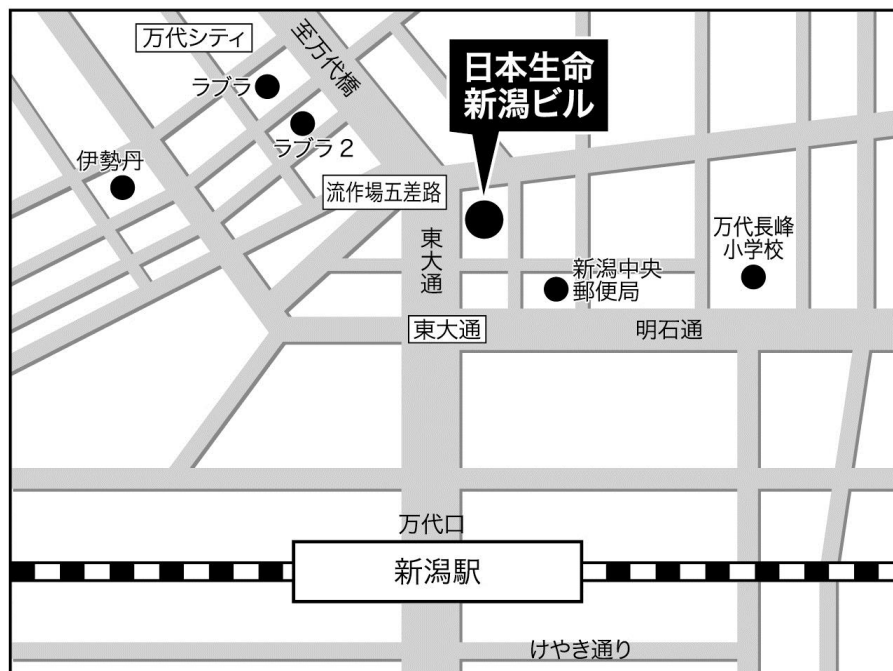 万代シティ
至万代橋
日本生命
新潟ビル
ラブラ
ラブラ2
伊勢丹
流作場五差路
東大通
万代長峰
小学校
新潟中央
郵便局
東大通
明石通
万代口
新潟駅
けやき通り